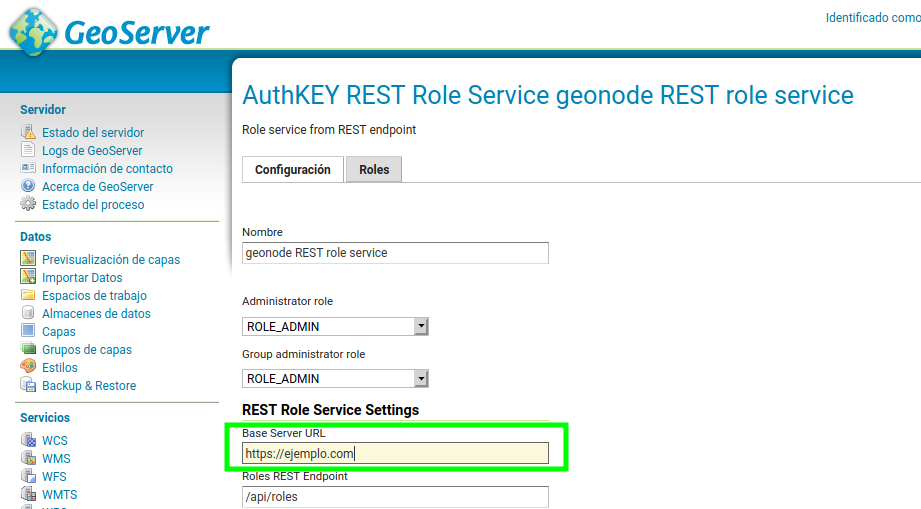 GeoServer
Identificado como
Servidor
Estado del servidor
Logs de GeoServer
Información de contacto
Acerca de GeoServer
Estado del proceso
Datos
Previsualización de capas
Importar Datos
Espacios de trabajo
Almacenes de datos
Capas
Grupos de capas
Estilos
Backup & Restore
Servicios
WCS
WMS
WFS
WMTS
AuthKEY REST Role Service geonode REST role service
Role service from REST endpoint
Configuración Roles
Nombre
geonode REST role service
Administrator role
ROLE_ADMIN
Group administrator role
ROLE_ADMIN
REST Role Service Settings
Base Server URL
https://ejemplo.com
Roles REST Endpoint
/api/roles